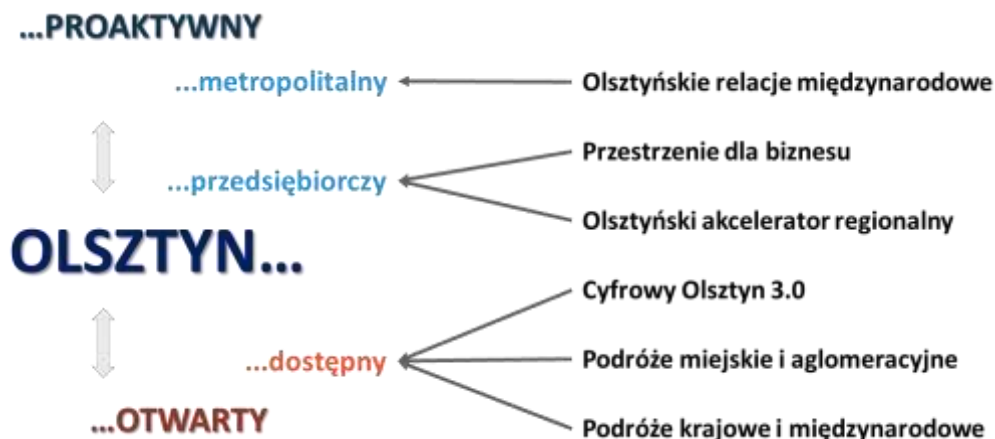 ...PROAKTYWNY
...metropolitalny
Olsztyńskie relacje międzynarodowe
Przestrzenie dla biznesu
...przedsiębiorczy
Olsztyński akcelerator regionalny
OLSZTYN...
Cyfrowy Olsztyn 3.0
...dostępny
Podróże miejskie i aglomeracyjne
...OTWARTY
Podróże krajowe i międzynarodowe